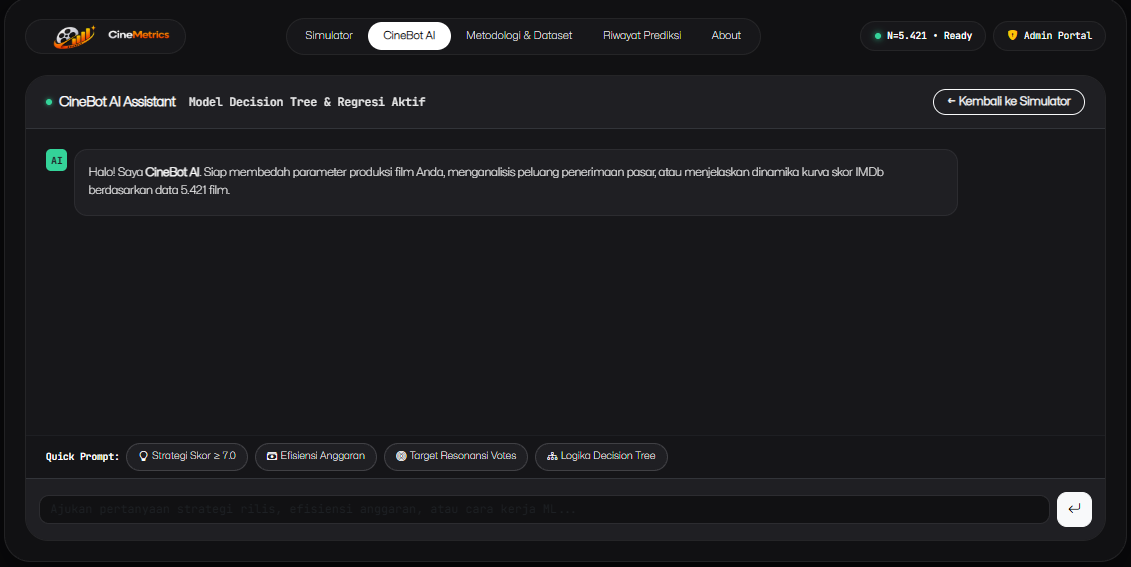 CineMetrics
Simulator
CineBot AI
Metodologi & Dataset
Riwayat Prediksi
About
N=5.421 • Ready
Admin Portal
CineBot AI Assistant Model Decision Tree & Regresi Aktif
← Kembali ke Simulator
AI
Halo! Saya CineBot AI. Siap membedah parameter produksi film Anda, menganalisis peluang penerimaan pasar, atau menjelaskan dinamika kurva skor IMDb
berdasarkan data 5.421 film.
Quick Prompt:
Strategi Skor ≥ 7.0
Efisiensi Anggaran
Target Resonansi Votes
Logika Decision Tree
Ajukan pertanyaan strategi rilis, efisiensi anggaran, atau cara kerja ML...